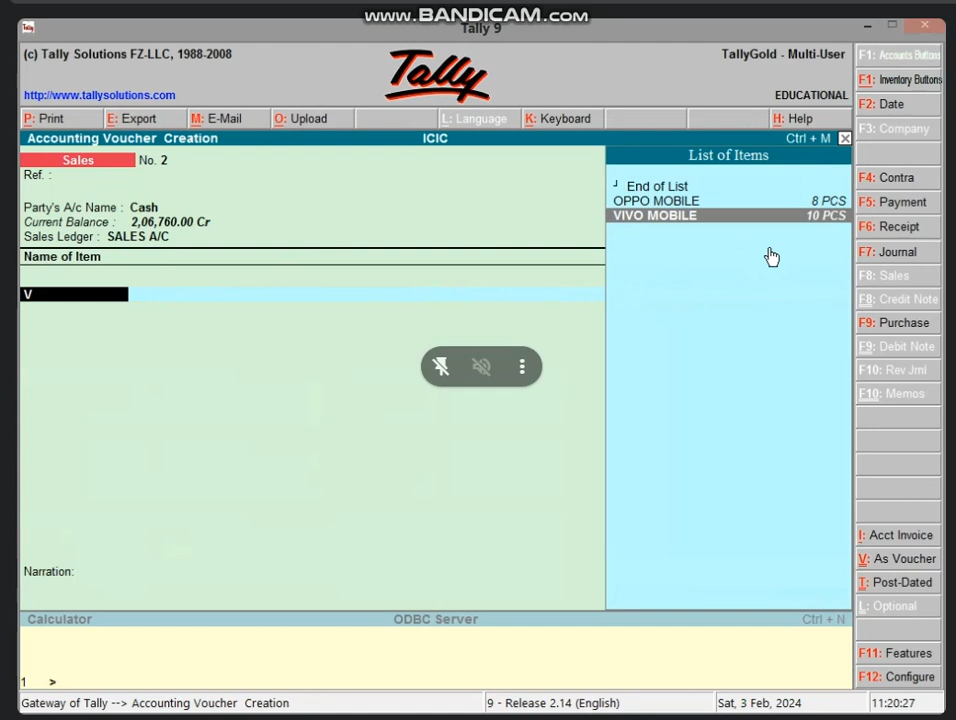 www.BANDICAM.com
Tally 9
(c) Tally Solutions FZ-LLC, 1988-2008
Tally
TallyGold - Multi-User
http://www.tallysolutions.com
EDUCATIONAL
P: Print E: Export M: E-Mail O: Upload L: Language K: Keyboard H: Help
Accounting Voucher Creation ICIC Ctrl + M
Sales No. 2
Ref. :
Party's A/c Name : Cash
Current Balance : 2,06,760.00 Cr
Sales Ledger : SALES A/C
Name of Item
V
Narration:
List of Items
End of List
OPPO MOBILE 8 PCS
VIVO MOBILE 10 PCS
F1: Accounts Buttons
F1: Inventory Buttons
F2: Date
F3: Company
F4: Contra
F5: Payment
F6: Receipt
F7: Journal
F8: Sales
F8: Credit Note
F9: Purchase
F9: Debit Note
F10: Rev Jrnl
F10: Memos
I: Acct Invoice
V: As Voucher
T: Post-Dated
L: Optional
F11: Features
F12: Configure
Calculator ODBC Server Ctrl + N
1 >
Gateway of Tally --> Accounting Voucher Creation 9 - Release 2.14 (English) Sat, 3 Feb, 2024 11:20:27